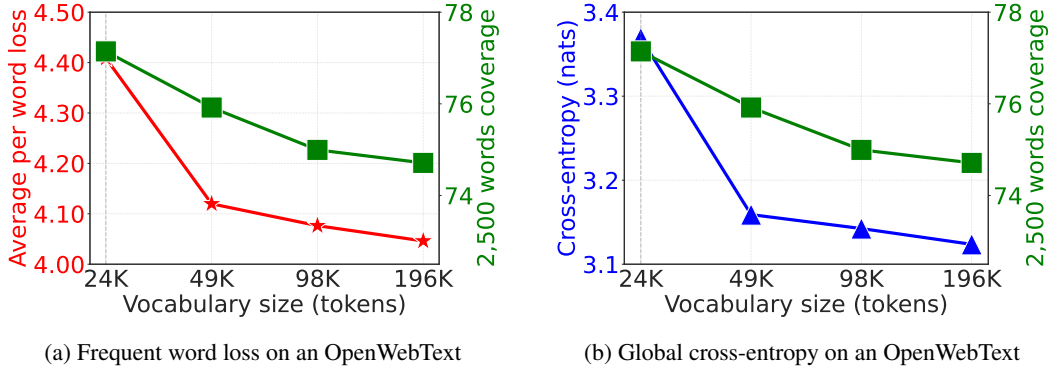 4.50
4.40
4.30
4.20
4.10
4.00
Average per word loss
78
76
74
2,500 words coverage
24K 49K 98K 196K
Vocabulary size (tokens)
(a) Frequent word loss on an OpenWebText
3.4
3.3
3.2
3.1
Cross-entropy (nats)
78
76
74
2,500 words coverage
24K 49K 98K 196K
Vocabulary size (tokens)
(b) Global cross-entropy on an OpenWebText